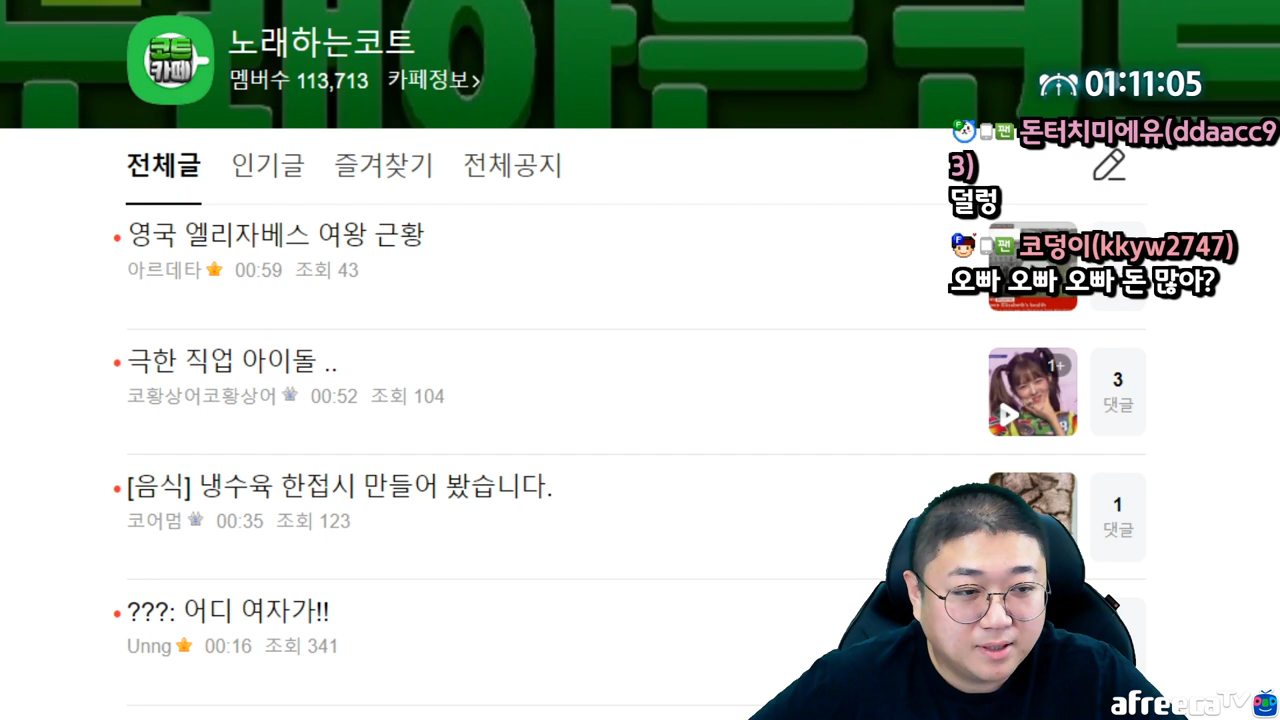 코트
카페
노래하는코트
멤버수 113,713 카페정보
01:11:05
전체글 인기글 즐겨찾기 전체공지
돈터치미에유(ddaacc9
3)
덜렁
코덩이(kkyw2747)
오빠 오빠 오빠 돈 많아?
영국 엘리자베스 여왕 근황
아르데타 00:59 조회 43
극한 직업 아이돌 ..
코황상어코황상어 00:52 조회 104
1+
3
댓글
[음식] 냉수육 한접시 만들어 봤습니다.
코어멈 00:35 조회 123
1
댓글
???: 어디 여자가!!
Unng 00:16 조회 341
afreecaTV